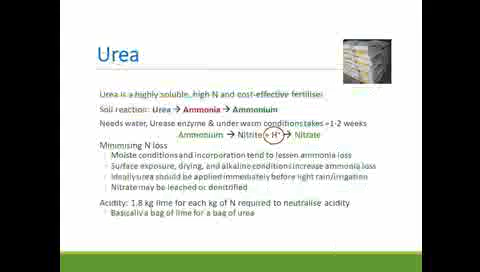 Urea
Urea is a highly soluble, high N and cost-effective fertiliser
Soil reaction: Urea → Ammonia → Ammonium
Needs water, Urease enzyme & under warm conditions takes ≈1-2 weeks
Ammonium → Nitrite + H⁺ → Nitrate
Minimising N loss
Moist conditions and incorporation tend to lessen ammonia loss
Surface exposure, drying, and alkaline conditions increase ammonia loss
Ideally urea should be applied immediately before light rain/irrigation
Nitrate may be leached or denitrified
Acidity: 1.8 kg lime for each kg of N required to neutralise acidity
Basically a bag of lime for a bag of urea